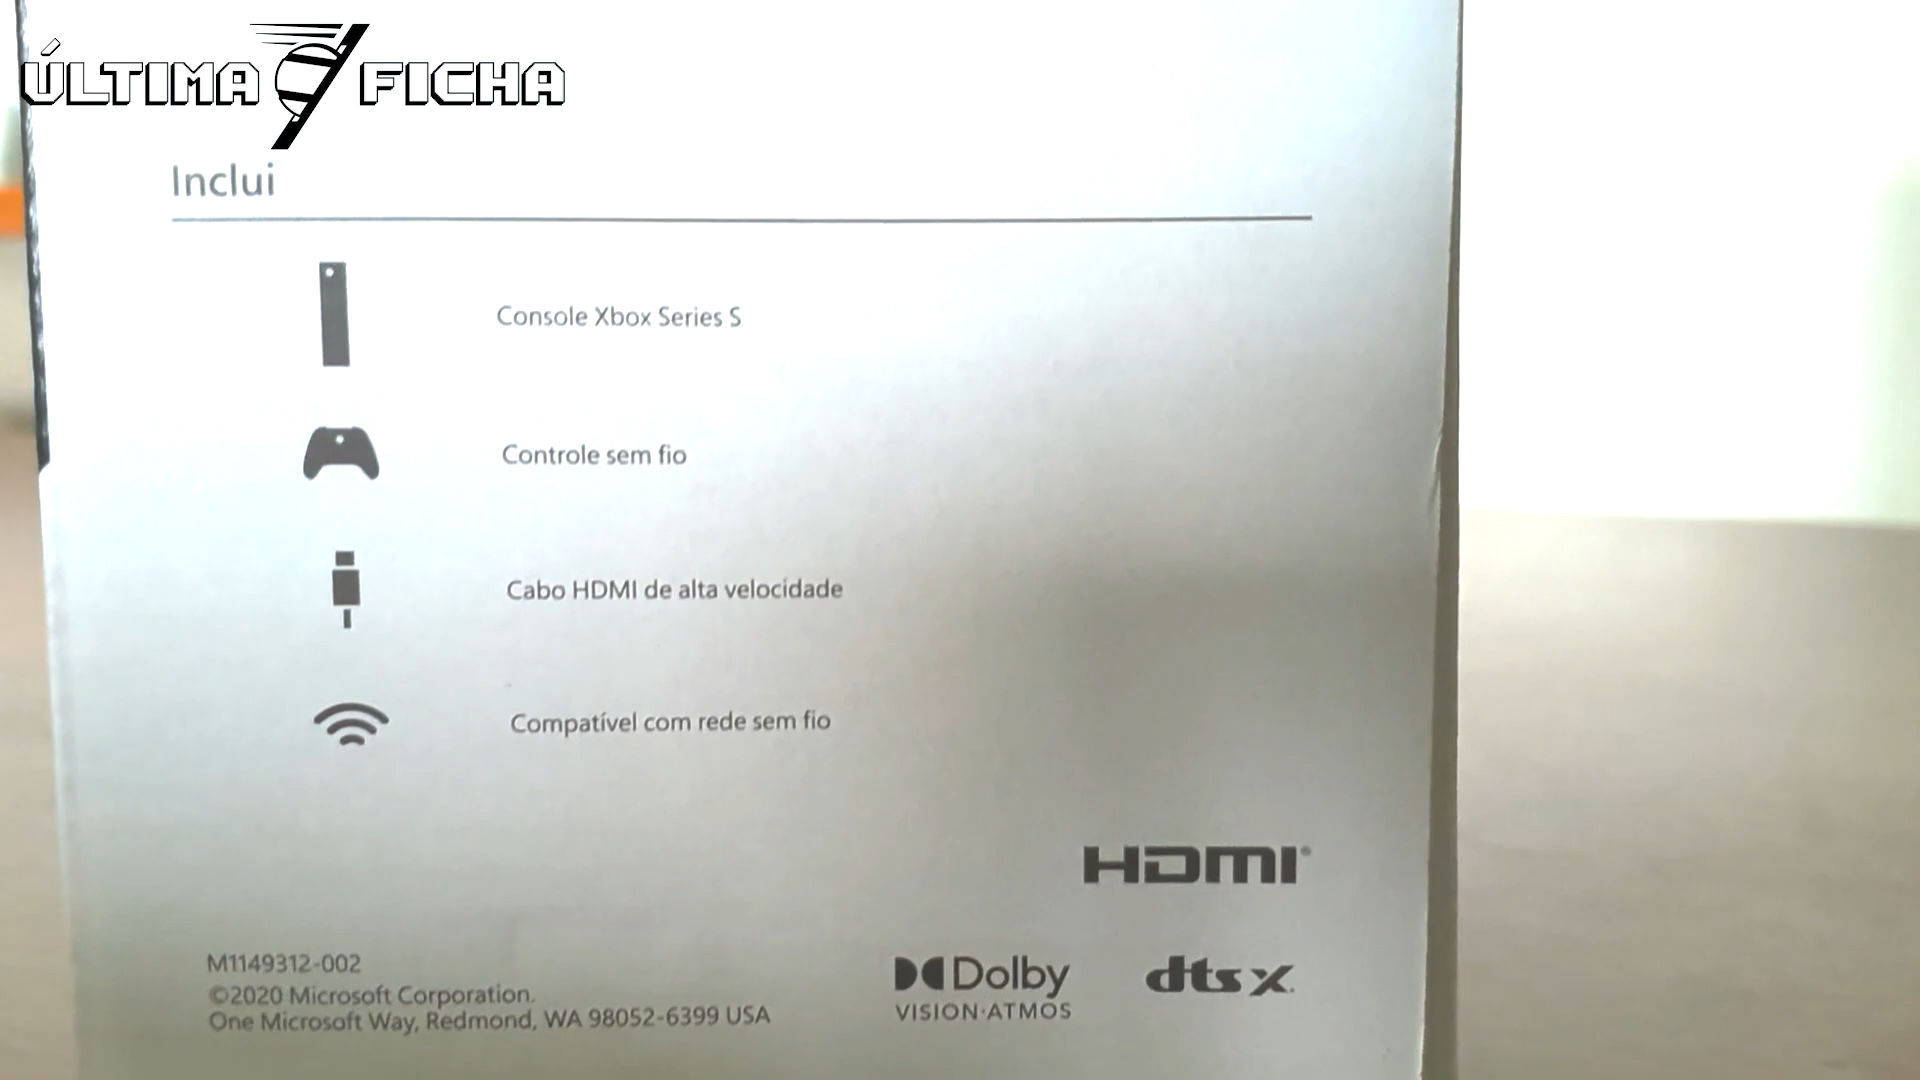 ÚLTIMA FICHA
Inclui
Console Xbox Series S
Controle sem fio
Cabo HDMI de alta velocidade
Compatível com rede sem fio
HDMI®
M1149312-002
©2020 Microsoft Corporation.
One Microsoft Way, Redmond, WA 98052-6399 USA
Dolby
VISION·ATMOS
dts x